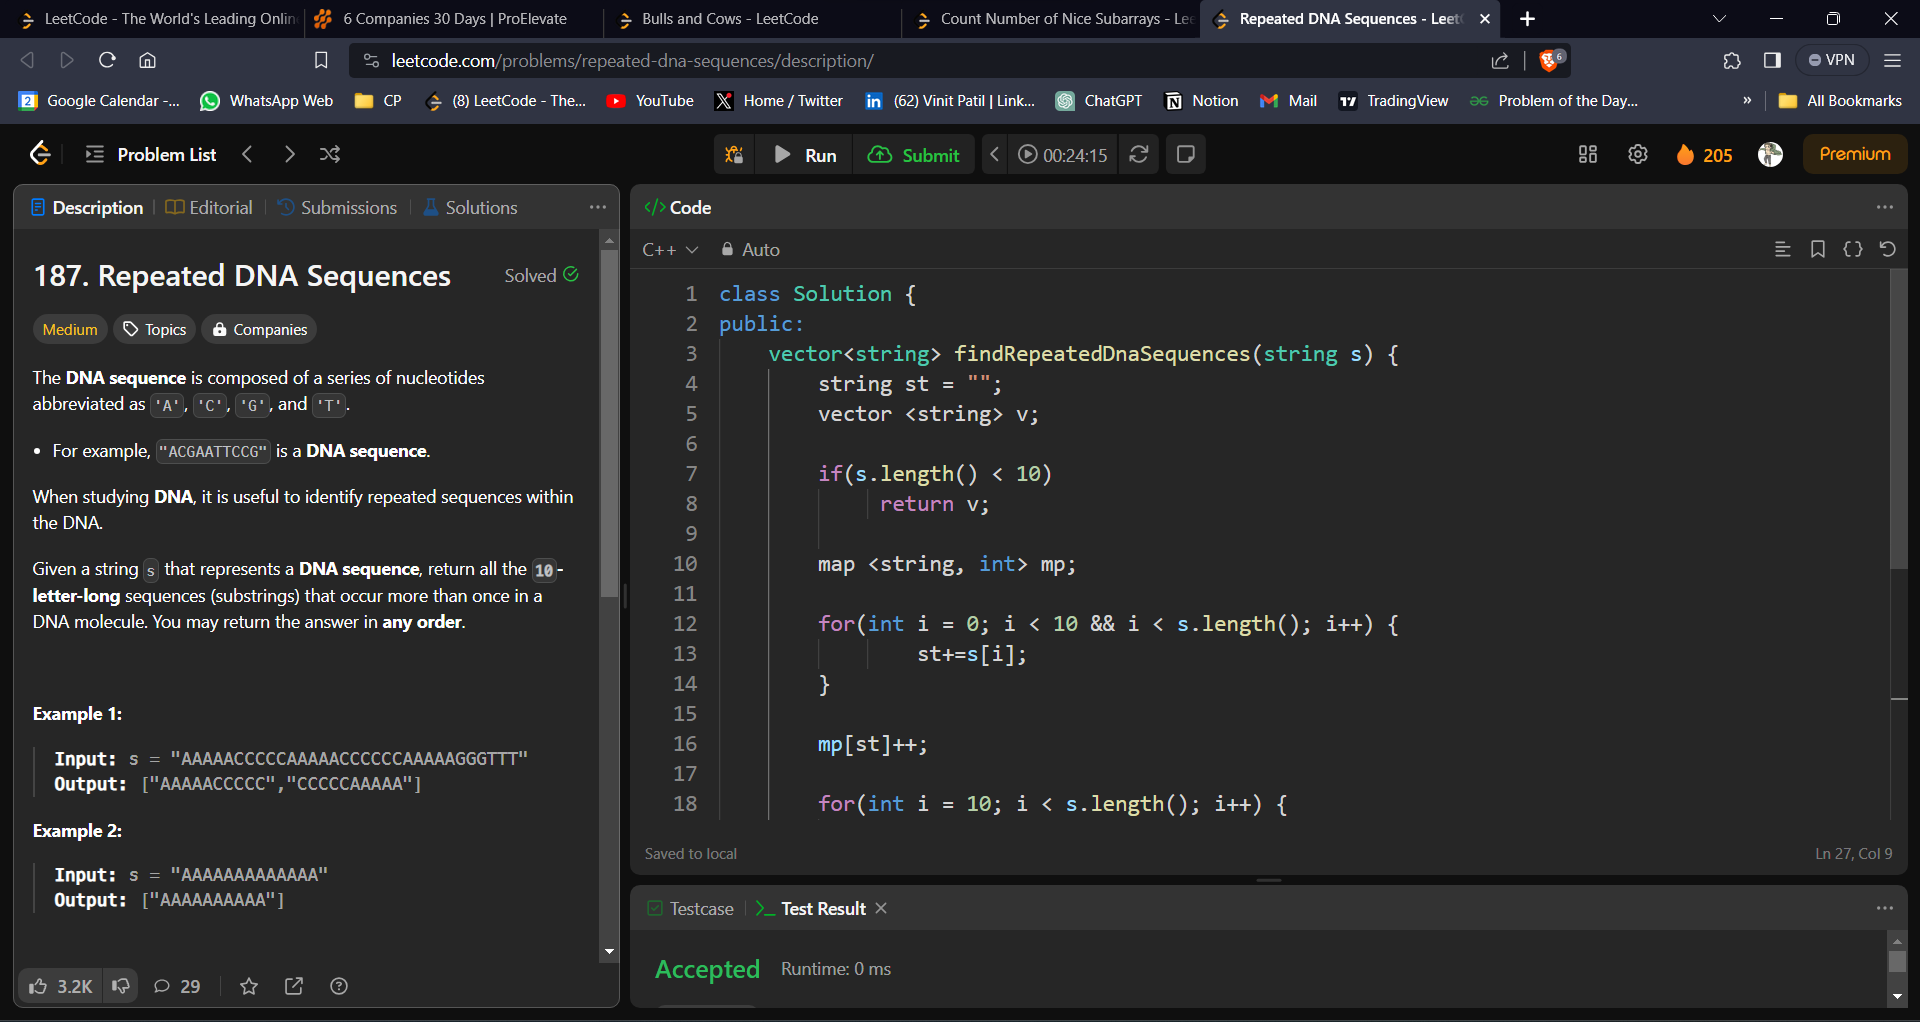 LeetCode - The World's Leading Onlin
6 Companies 30 Days | ProElevate
Bulls and Cows - LeetCode
Count Number of Nice Subarrays - Le
Repeated DNA Sequences - Leet
leetcode.com/problems/repeated-dna-sequences/description/
6
VPN
2
Google Calendar -...
WhatsApp Web
CP
(8) LeetCode - The...
YouTube
Home / Twitter
(62) Vinit Patil | Link...
ChatGPT
Notion
Mail
TradingView
Problem of the Day...
»
All Bookmarks
Problem List
Run
Submit
00:24:15
205
Premium
Description
Editorial
Submissions
Solutions
187. Repeated DNA Sequences
Solved
Medium
Topics
Companies
The DNA sequence is composed of a series of nucleotides
abbreviated as 'A', 'C', 'G', and 'T'.
• For example, "ACGAATTCCG" is a DNA sequence.
When studying DNA, it is useful to identify repeated sequences within
the DNA.
Given a string s that represents a DNA sequence, return all the 10-
letter-long sequences (substrings) that occur more than once in a
DNA molecule. You may return the answer in any order.
Example 1:
Input: s = "AAAAACCCCCAAAAACCCCCCAAAAAGGGTTT"
Output: ["AAAAACCCCC","CCCCCAAAAA"]
Example 2:
Input: s = "AAAAAAAAAAAAA"
Output: ["AAAAAAAAAA"]
3.2K
29
</> Code
C++
Auto
1 class Solution {
2 public:
3 vector<string> findRepeatedDnaSequences(string s) {
4 string st = "";
5 vector <string> v;
6
7 if(s.length() < 10)
8 return v;
9
10 map <string, int> mp;
11
12 for(int i = 0; i < 10 && i < s.length(); i++) {
13 st+=s[i];
14 }
15
16 mp[st]++;
17
18 for(int i = 10; i < s.length(); i++) {
Saved to local
Ln 27, Col 9
Testcase
Test Result
Accepted
Runtime: 0 ms